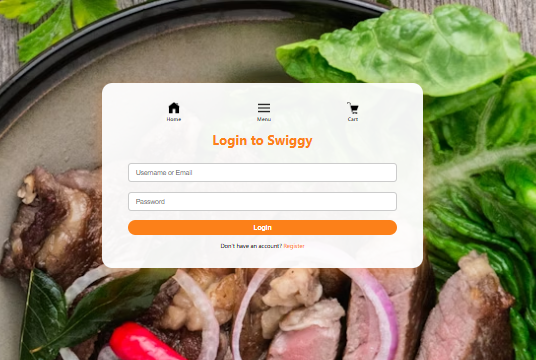 Home Menu Cart
Login to Swiggy
Username or Email
Password
Login
Don't have an account? Register